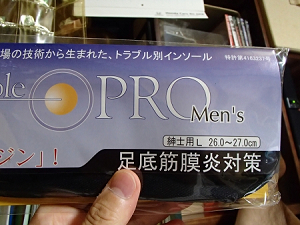 場の技術から生まれた、トラブル別インソール
特許第4183227号
ble PRO
Men's
紳士用 L 26.0~27.0cm
ジン」!
足底筋膜炎対策